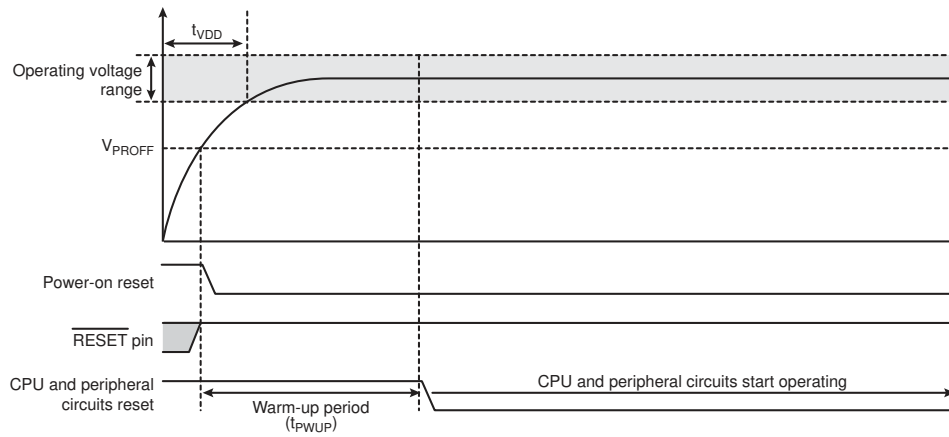 tVDD
Operating voltage
range
VPROFF
Power-on reset
RESET pin
CPU and peripheral
circuits reset
CPU and peripheral circuits start operating
Warm-up period
(tPWUP)